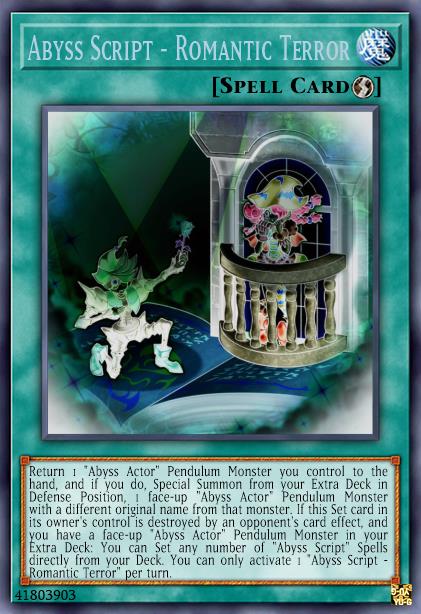 Abyss Script - Romantic Terror
魔
[Spell Card]
Return 1 "Abyss Actor" Pendulum Monster you control to the
hand, and if you do, Special Summon from your Extra Deck in
Defense Position, 1 face-up "Abyss Actor" Pendulum Monster
with a different original name from that monster. If this Set card in
its owner's control is destroyed by an opponent's card effect, and
you have a face-up "Abyss Actor" Pendulum Monster in your
Extra Deck: You can Set any number of "Abyss Script" Spells
directly from your Deck. You can only activate 1 "Abyss Script -
Romantic Terror" per turn.
41803903